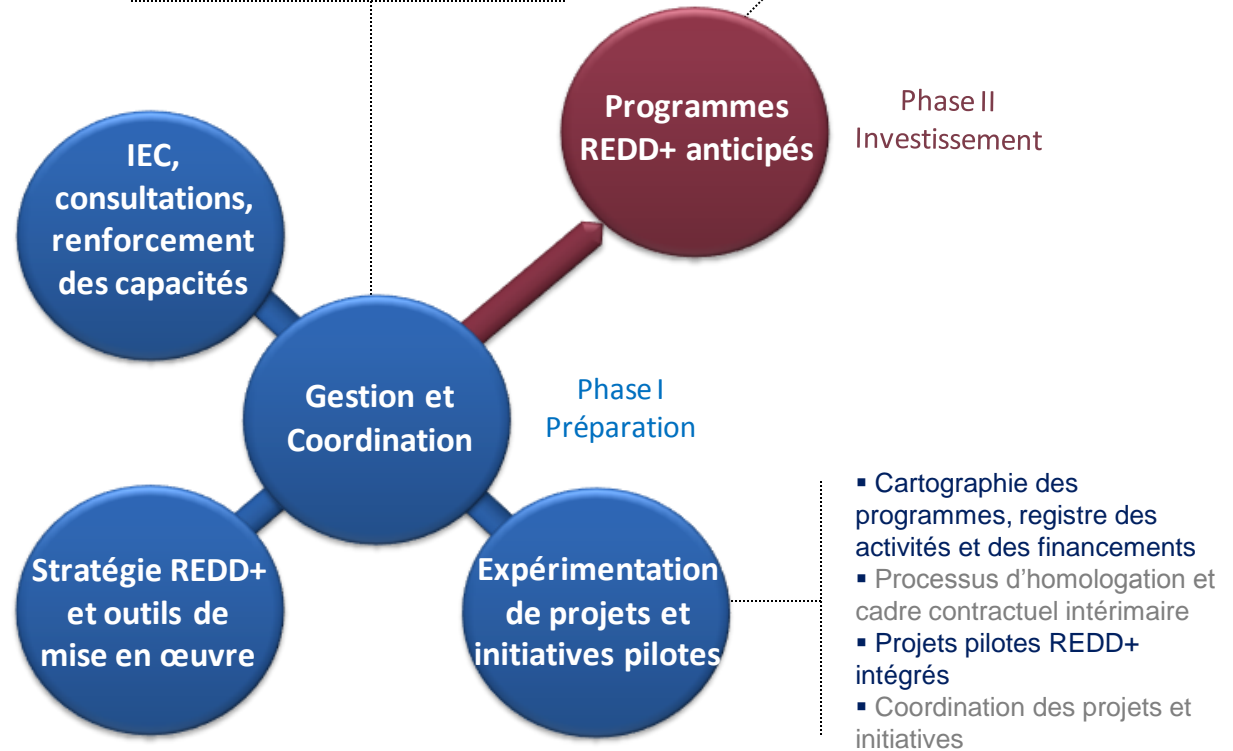 Programmes
REDD+ anticipés
Phase II
Investissement
IEC,
consultations,
renforcement
des capacités
Gestion et
Coordination
Phase I
Préparation
Stratégie REDD+
et outils de
mise en œuvre
Expérimentation
de projets et
initiatives pilotes
▪ Cartographie des
programmes, registre des
activités et des financements
▪ Processus d’homologation et
cadre contractuel intérimaire
▪ Projets pilotes REDD+
intégrés
▪ Coordination des projets et
initiatives